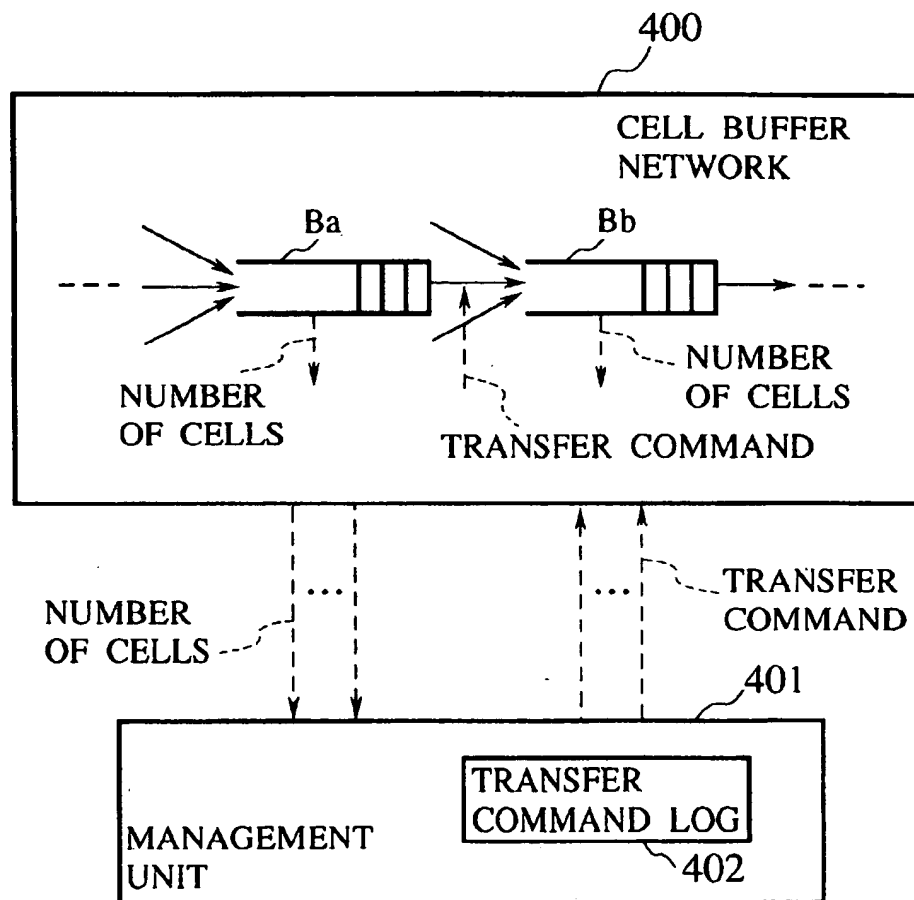 400
CELL BUFFER
NETWORK
Ba
Bb
NUMBER
OF CELLS
NUMBER
OF CELLS
TRANSFER COMMAND
NUMBER
OF CELLS
TRANSFER
COMMAND
401
TRANSFER
COMMAND LOG
402
MANAGEMENT
UNIT